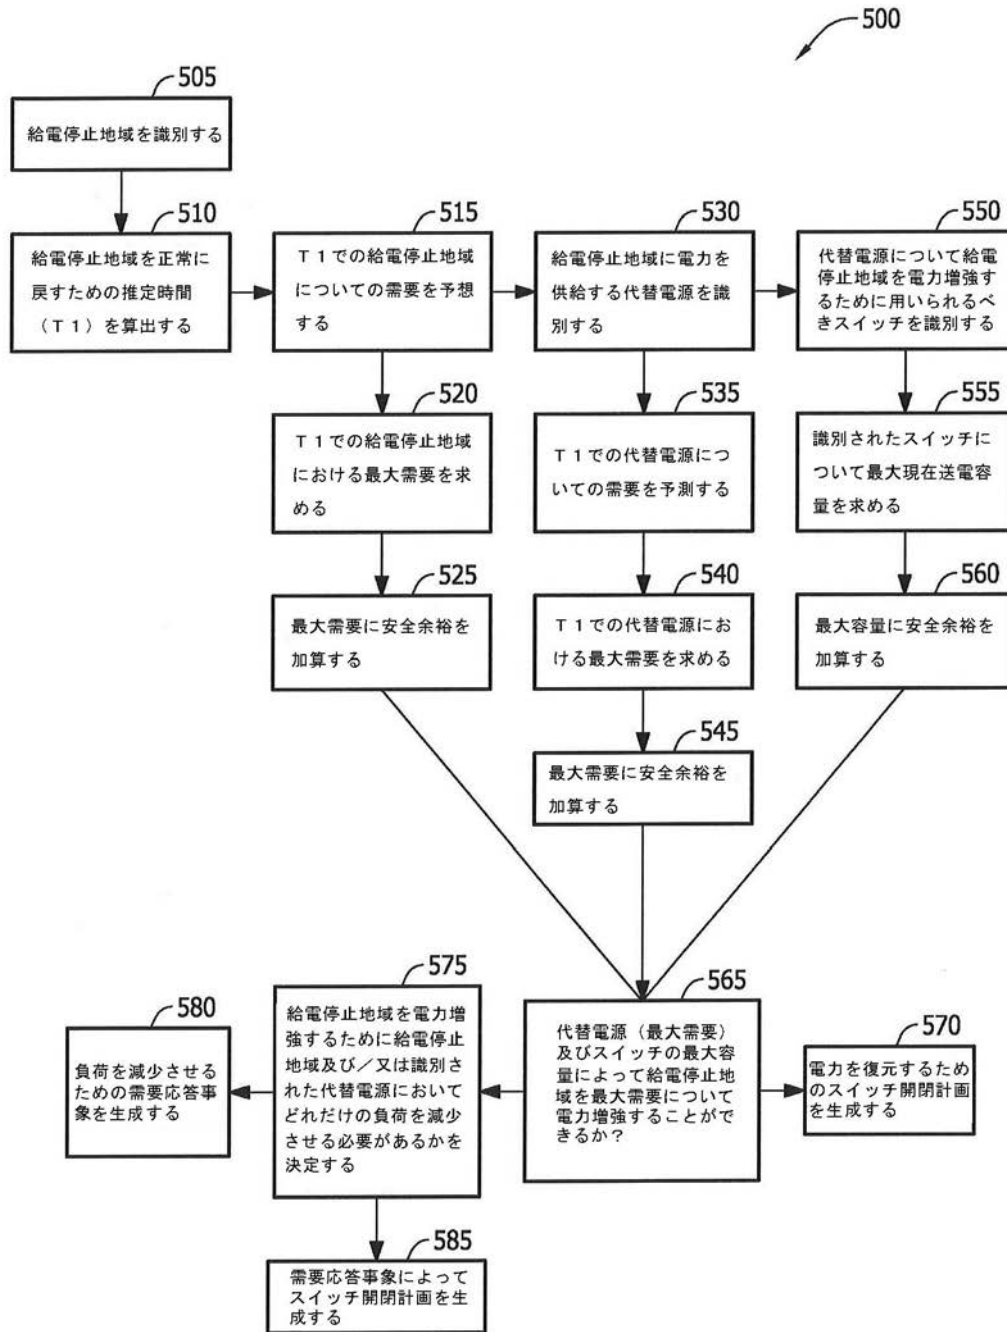 500
505
給電停止地域を識別する
510
給電停止地域を正常に
戻すための推定時間
(T1)を算出する
515
T1での給電停止地域
についての需要を予想
する
520
T1での給電停止地域
における最大需要を求
める
525
最大需要に安全余裕を
加算する
530
給電停止地域に電力を
供給する代替電源を識
別する
535
T1での代替電源につ
いての需要を予測する
540
T1での代替電源にお
ける最大需要を求める
545
最大需要に安全余裕を
加算する
550
代替電源について給電
停止地域を電力増強す
るために用いられるべ
きスイッチを識別する
555
識別されたスイッチに
ついて最大現在送電容
量を求める
560
最大容量に安全余裕を
加算する
565
代替電源(最大需要)
及びスイッチの最大容
量によって給電停止地
域を最大需要について
電力増強することがで
きるか?
570
電力を復元するため
のスイッチ開閉計画
を生成する
575
給電停止地域を電力増
強するために給電停止
地域及び/又は識別さ
れた代替電源において
どれだけの負荷を減少
させる必要があるかを
決定する
580
負荷を減少させる
ための需要応答事
象を生成する
585
需要応答事象によって
スイッチ開閉計画を生
成する